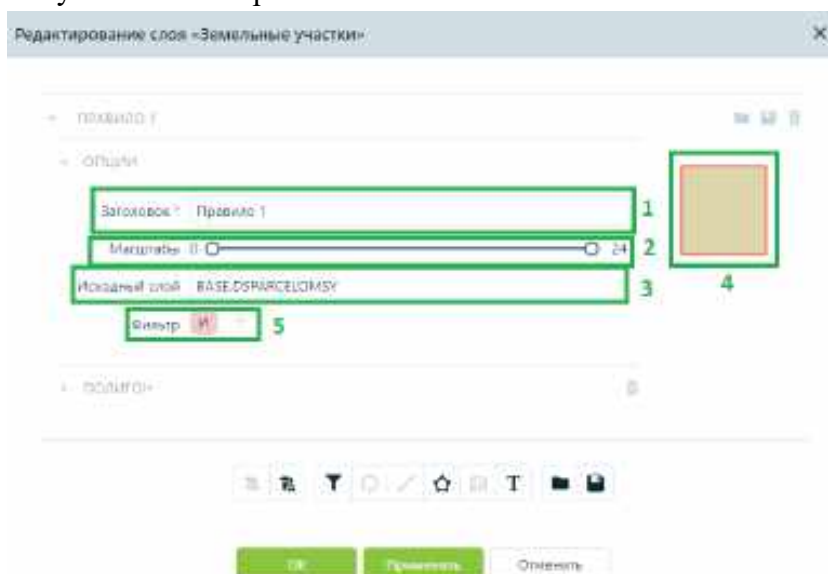 Редактирование слоя «Земельные участки»
ПРАВИЛО 1
ОПЦИИ
Заголовок * Правило 1 1
Масштабы 0 24 2
Исходный слой BASE.DSPARCELOMSY 3
4
Фильтр И 5
ПОЛИГОН
T
OK Применить Отменить